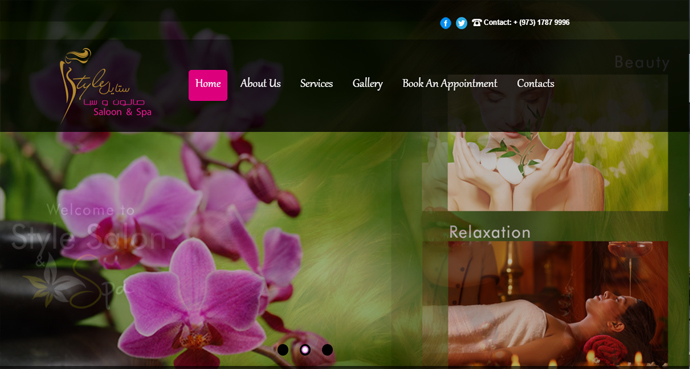 Contact: + (973) 1787 9996
Style ستايل
صالون و سبا
Saloon & Spa
Home
About Us
Services
Gallery
Book An Appointment
Contacts
Beauty
Welcome to
Style Salon
& Spa
Relaxation